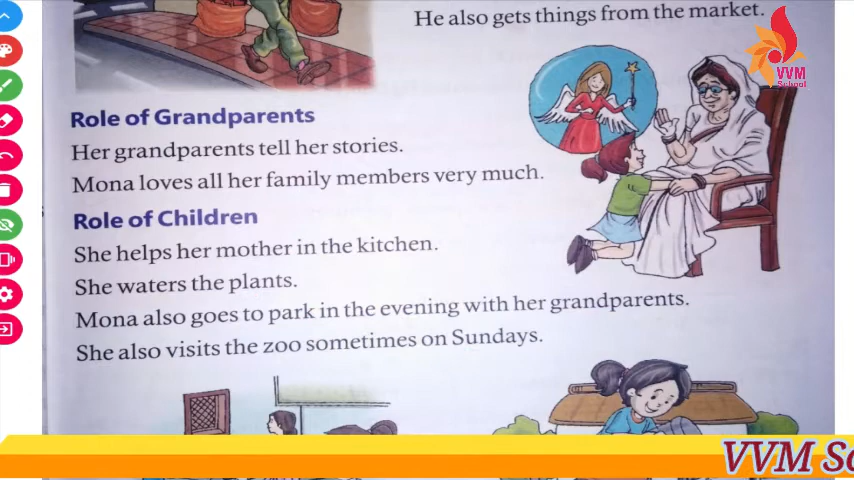 He also gets things from the market.
VVM
School
Role of Grandparents
Her grandparents tell her stories.
Mona loves all her family members very much.
Role of Children
She helps her mother in the kitchen.
She waters the plants.
Mona also goes to park in the evening with her grandparents.
She also visits the zoo sometimes on Sundays.
VVM Sc